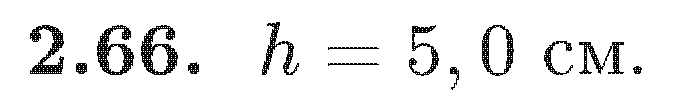 2.66. h = 5,0 см.